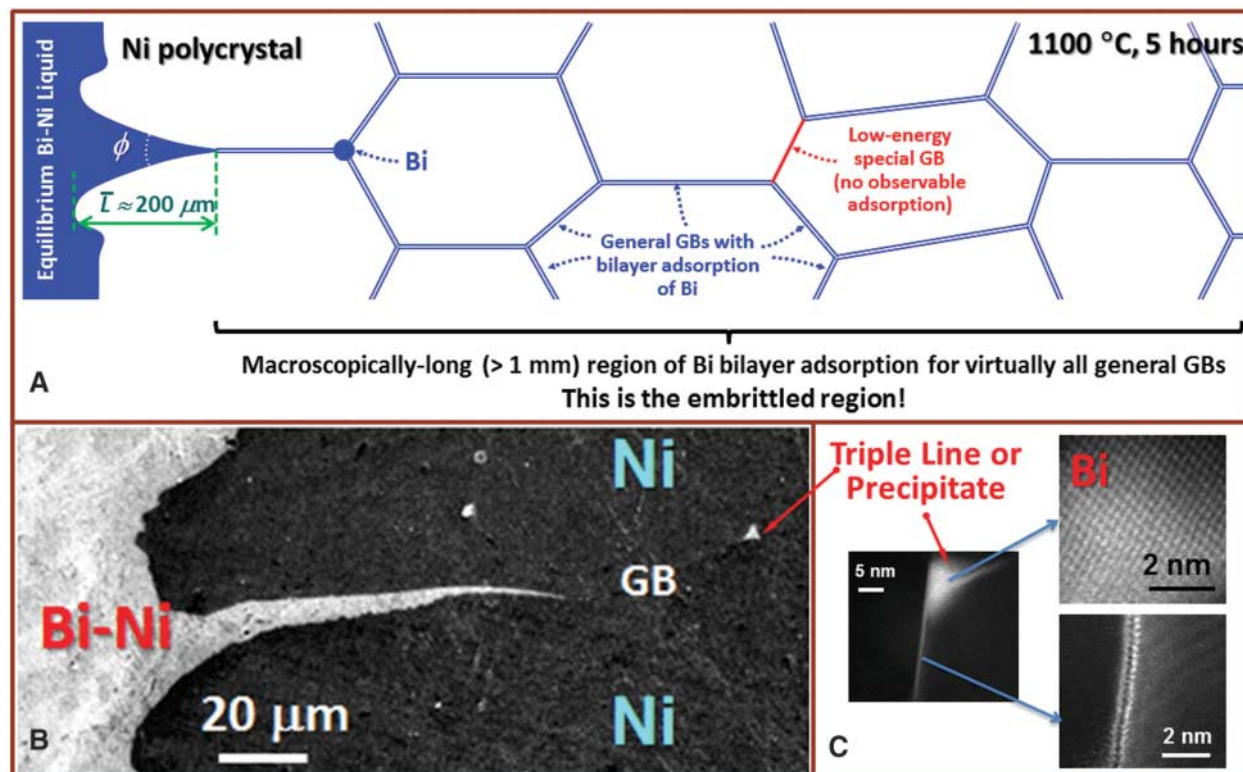 Equilibrium Bi-Ni Liquid
Ni polycrystal
1100 °C, 5 hours
ϕ
L̅ ≈ 200 μm
Bi
Low-energy
special GB
(no observable
adsorption)
General GBs with
bilayer adsorption
of Bi
Macroscopically-long (> 1 mm) region of Bi bilayer adsorption for virtually all general GBs
This is the embrittled region!
A
Ni
GB
Bi-Ni
Ni
20 μm
B
Triple Line or
Precipitate
Bi
2 nm
5 nm
2 nm
C